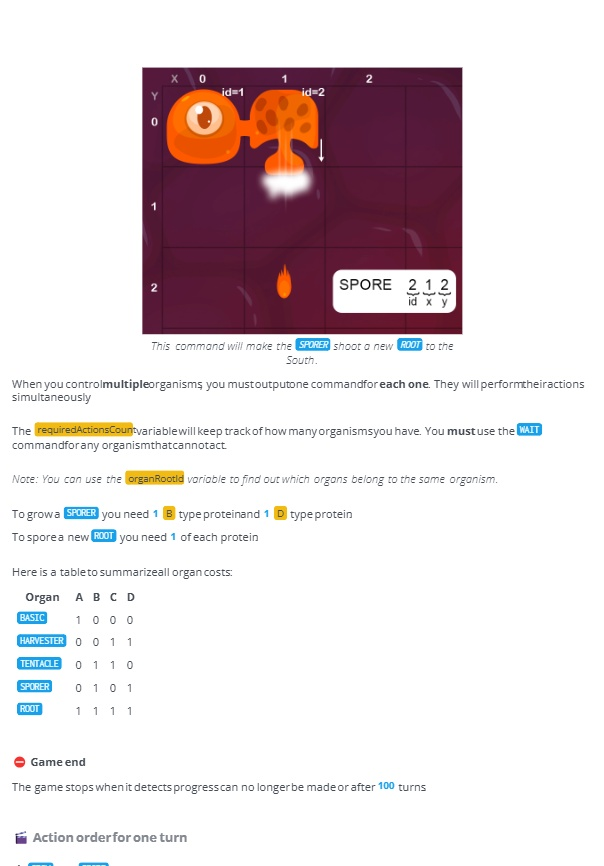 X 0 1 2
id=1 id=2
Y
0
1
2
SPORE 2 1 2
id x y
This command will make the SPORER shoot a new ROOT to the
South.
When you control multiple organisms, you must output one command for each one. They will perform their actions
simultaneously
The requiredActionsCount variable will keep track of how many organisms you have. You must use the WAIT
command for any organism that cannot act.
Note: You can use the organRootId variable to find out which organs belong to the same organism.
To grow a SPORER you need 1 B type protein and 1 D type protein
To spore a new ROOT you need 1 of each protein
Here is a table to summarize all organ costs:
Organ A B C D
BASIC 1 0 0 0
HARVESTER 0 0 1 1
TENTACLE 0 1 1 0
SPORER 0 1 0 1
ROOT 1 1 1 1
Game end
The game stops when it detects progress can no longer be made or after 100 turns
Action order for one turn